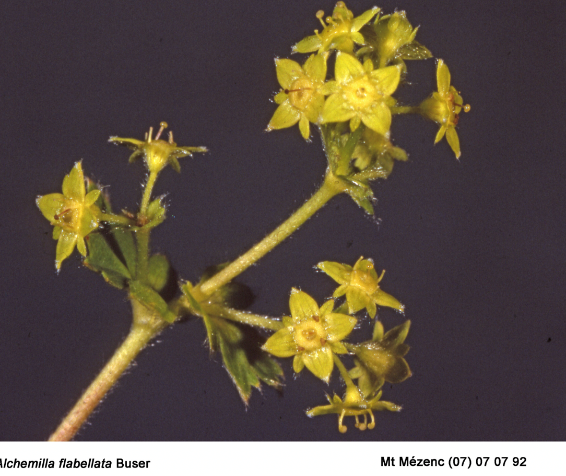 Alchemilla flabellata Buser
Mt Mézenc (07) 07 07 92